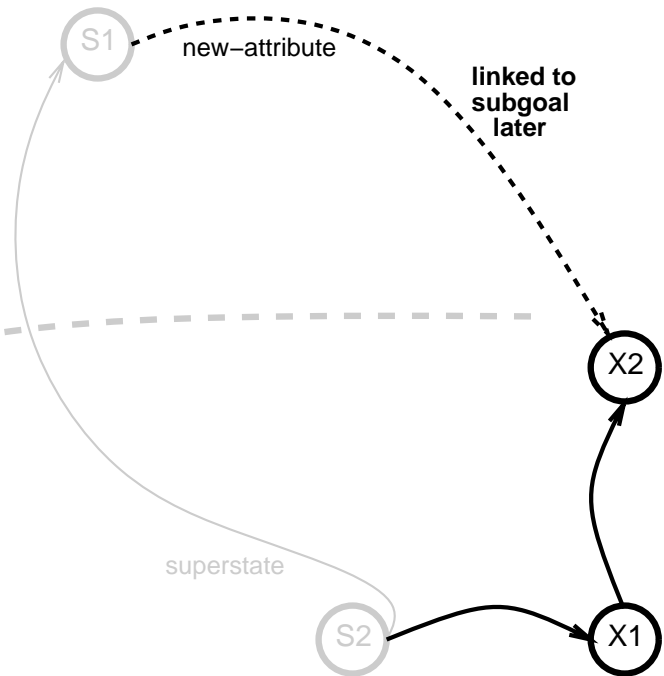 S1
new−attribute
linked to
subgoal
later
X2
superstate
S2
X1